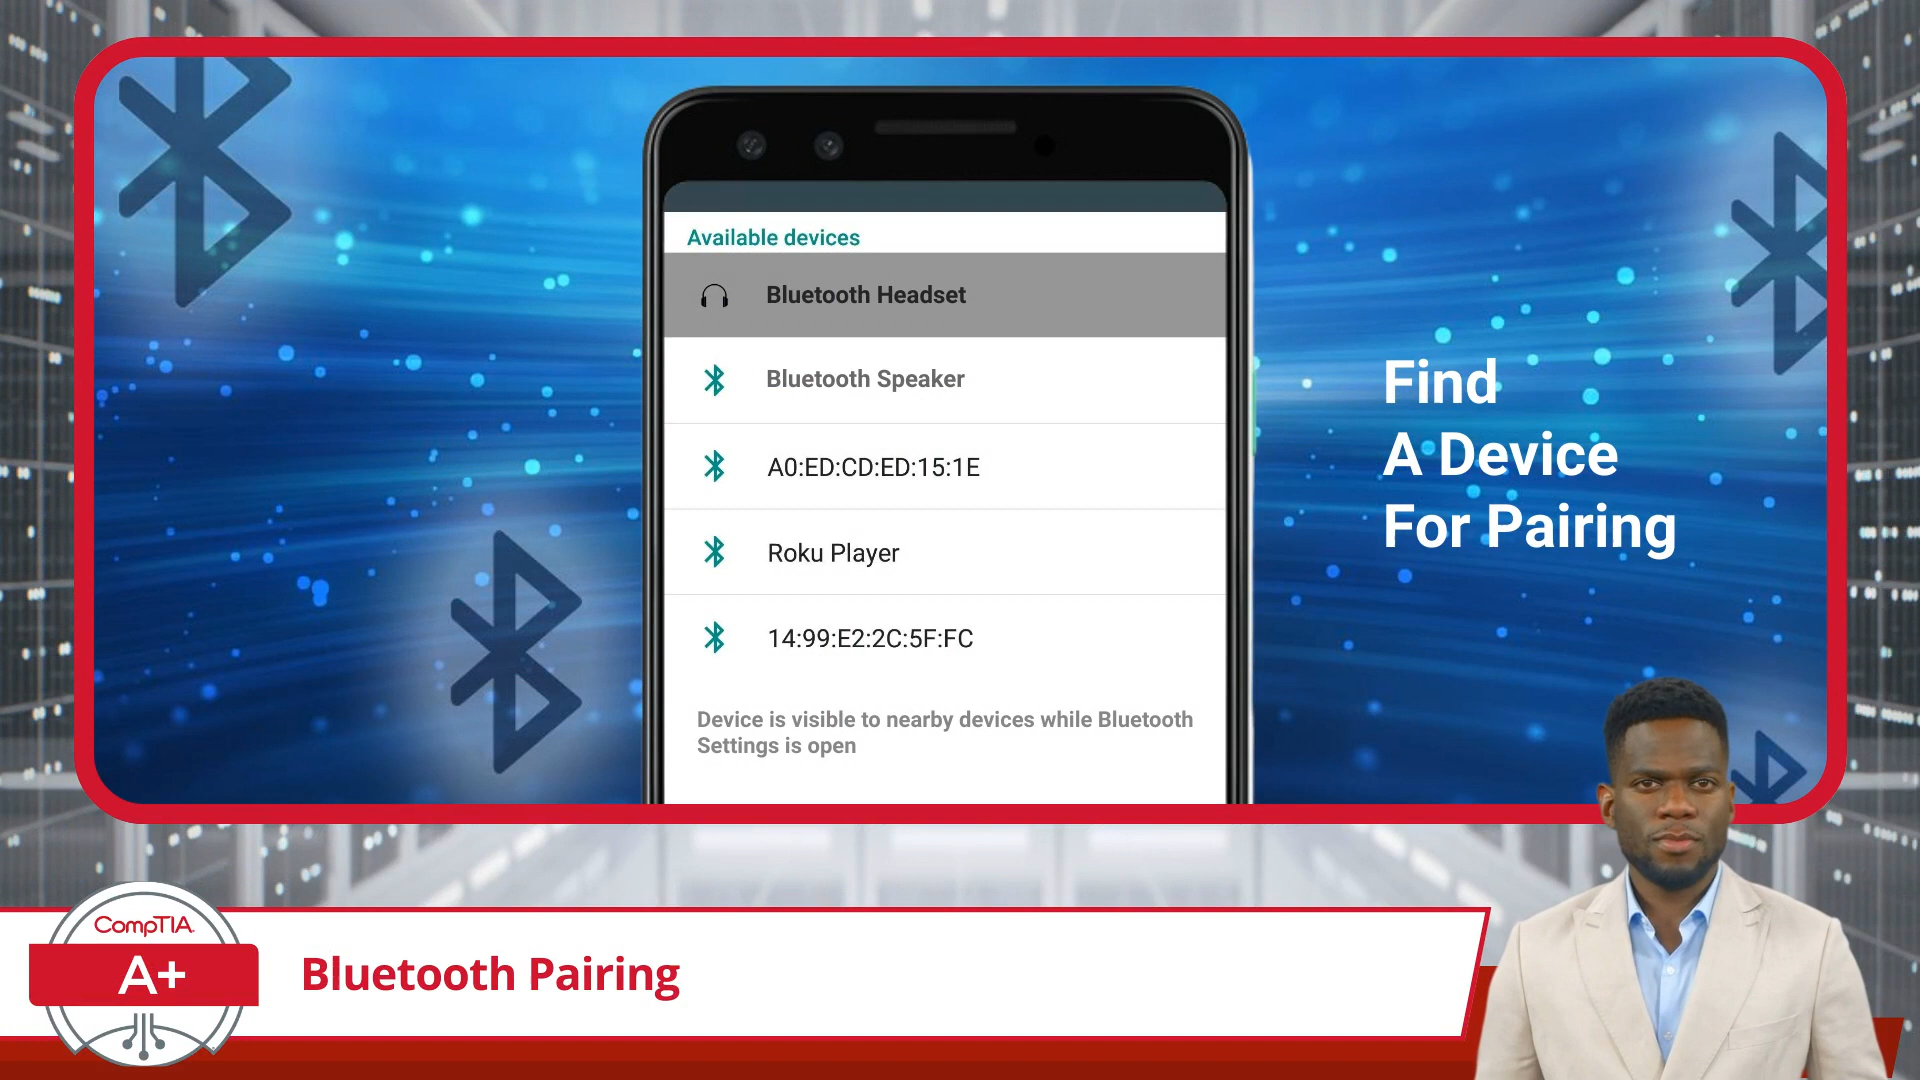 Available devices
Bluetooth Headset
Bluetooth Speaker
A0:ED:CD:ED:15:1E
Roku Player
14:99:E2:2C:5F:FC
Device is visible to nearby devices while Bluetooth
Settings is open
Find
A Device
For Pairing
CompTIA.
A+
Bluetooth Pairing